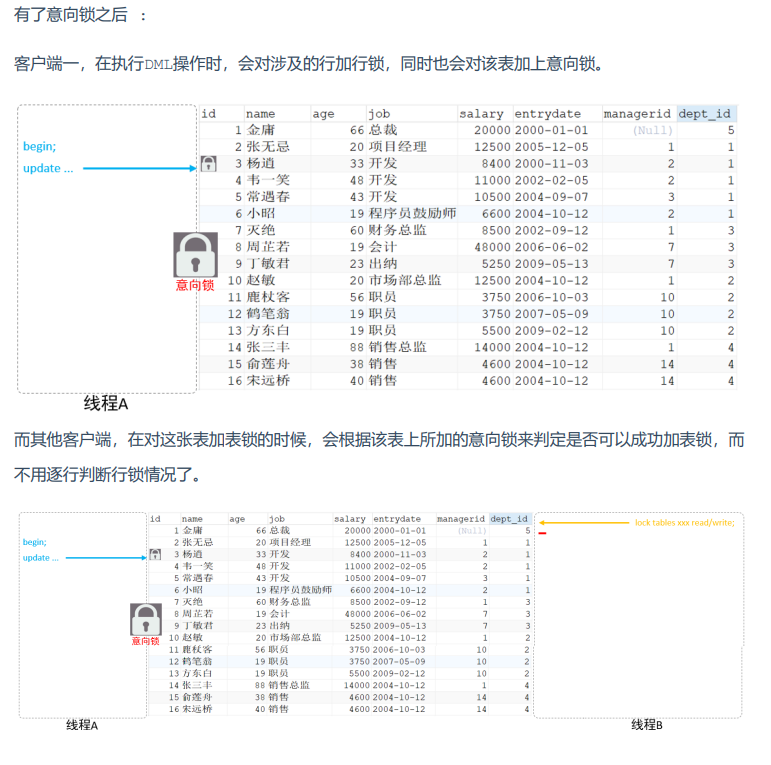 有了意向锁之后 ：
客户端一，在执行DML操作时，会对涉及的行加行锁，同时也会对该表加上意向锁。
id name age job salary entrydate managerid dept_id
1 金庸 66 总裁 20000 2000-01-01 (Null) 5
begin; 2 张无忌 20 项目经理 12500 2005-12-05 1 1
update ... 3 杨逍 33 开发 8400 2000-11-03 2 1
4 韦一笑 48 开发 11000 2002-02-05 2 1
5 常遇春 43 开发 10500 2004-09-07 3 1
6 小昭 19 程序员鼓励师 6600 2004-10-12 2 1
7 灭绝 60 财务总监 8500 2002-09-12 1 3
8 周芷若 19 会计 48000 2006-06-02 7 3
9 丁敏君 23 出纳 5250 2009-05-13 7 3
意向锁 10 赵敏 20 市场部总监 12500 2004-10-12 1 2
11 鹿杖客 56 职员 3750 2006-10-03 10 2
12 鹤笔翁 19 职员 3750 2007-05-09 10 2
13 方东白 19 职员 5500 2009-02-12 10 2
14 张三丰 88 销售总监 14000 2004-10-12 1 4
15 俞莲舟 38 销售 4600 2004-10-12 14 4
16 宋远桥 40 销售 4600 2004-10-12 14 4
线程A
而其他客户端，在对这张表加表锁的时候，会根据该表上所加的意向锁来判定是否可以成功加表锁，而
不用逐行判断行锁情况了。
id name age job salary entrydate managerid dept_id lock tables xxx read/write;
1 金庸 66 总裁 20000 2000-01-01 (Null) 5
begin; 2 张无忌 20 项目经理 12500 2005-12-05 1 1
update ... 3 杨逍 33 开发 8400 2000-11-03 2 1
4 韦一笑 48 开发 11000 2002-02-05 2 1
5 常遇春 43 开发 10500 2004-09-07 3 1
6 小昭 19 程序员鼓励师 6600 2004-10-12 2 1
7 灭绝 60 财务总监 8500 2002-09-12 1 3
8 周芷若 19 会计 48000 2006-06-02 7 3
9 丁敏君 23 出纳 5250 2009-05-13 7 3
意向锁 10 赵敏 20 市场部总监 12500 2004-10-12 1 2
11 鹿杖客 56 职员 3750 2006-10-03 10 2
12 鹤笔翁 19 职员 3750 2007-05-09 10 2
13 方东白 19 职员 5500 2009-02-12 10 2
14 张三丰 88 销售总监 14000 2004-10-12 1 4
15 俞莲舟 38 销售 4600 2004-10-12 14 4
16 宋远桥 40 销售 4600 2004-10-12 14 4
线程A 线程B